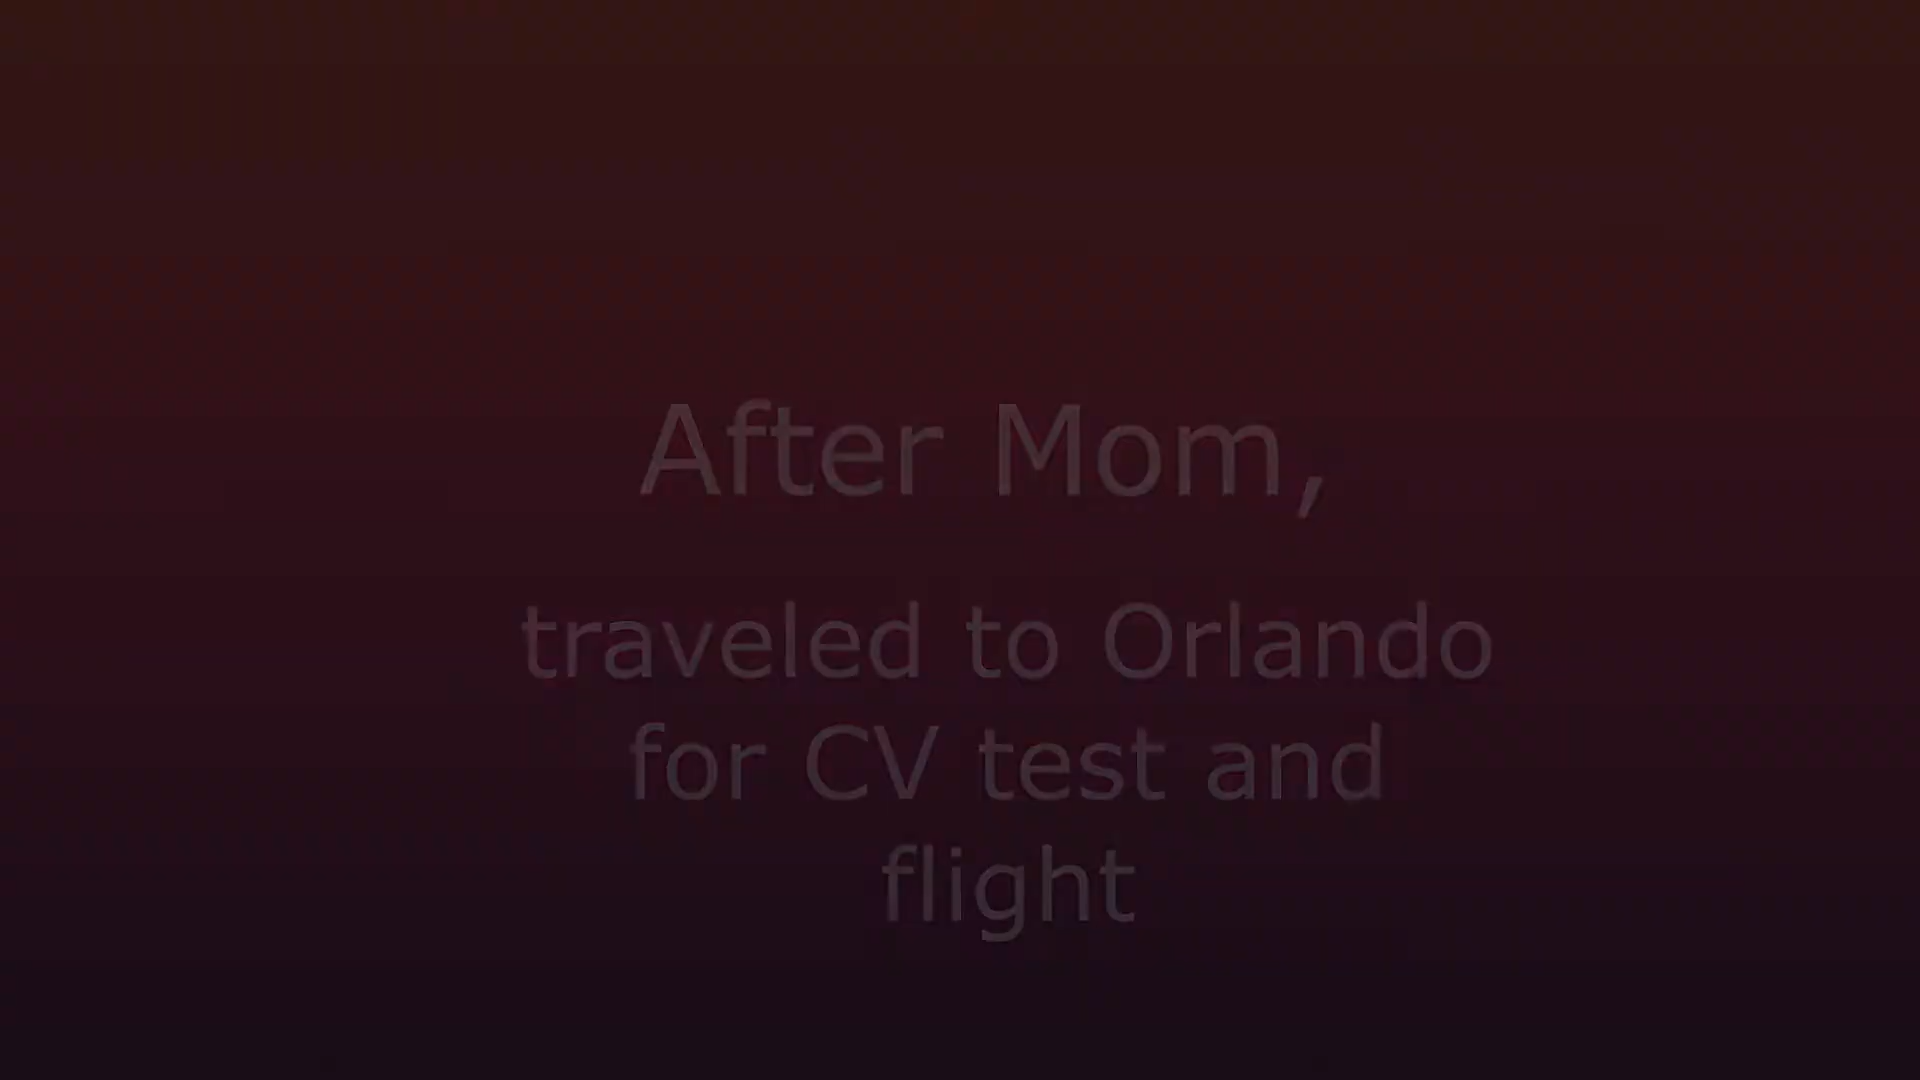 After Mom,
traveled to Orlando
for CV test and
flight